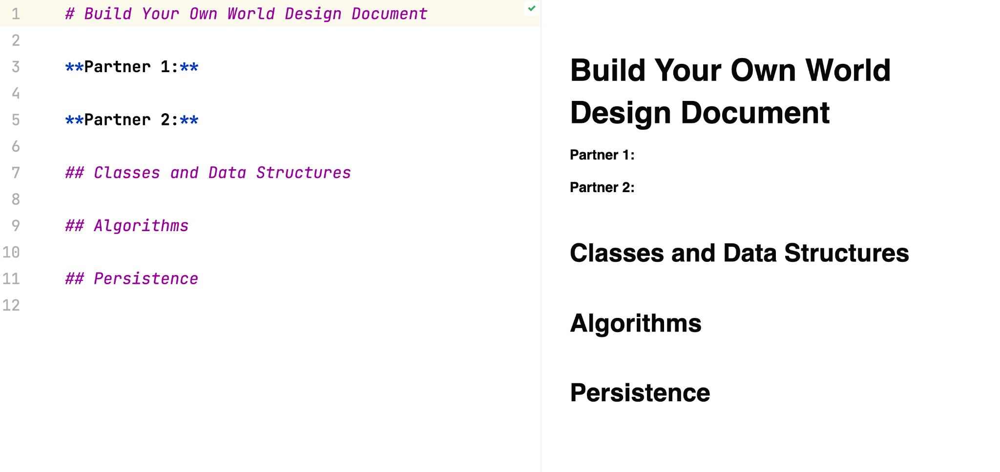 1 # Build Your Own World Design Document
2
3 **Partner 1:**
4
5 **Partner 2:**
6
7 ## Classes and Data Structures
8
9 ## Algorithms
10
11 ## Persistence
12
Build Your Own World
Design Document
Partner 1:
Partner 2:
Classes and Data Structures
Algorithms
Persistence